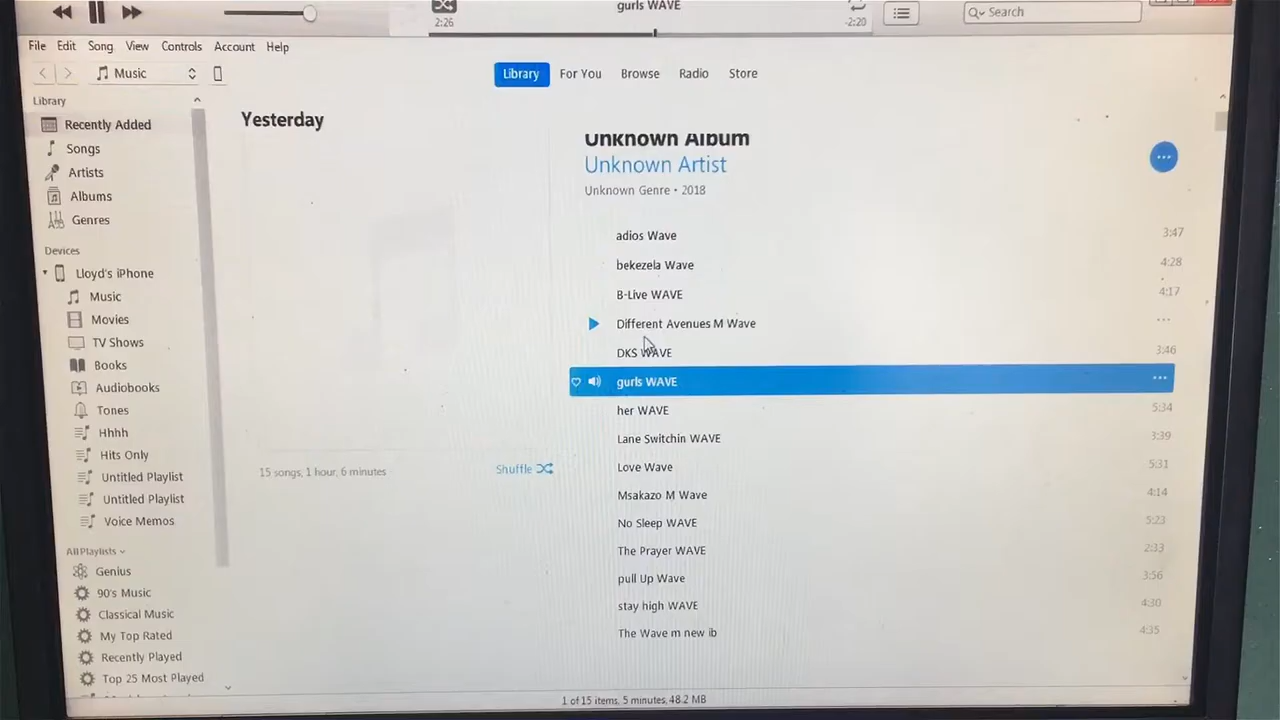 gurls WAVE
2:26
-2:20
Search
File Edit Song View Controls Account Help
Music
Library For You Browse Radio Store
Library
Recently Added
Songs
Artists
Albums
Genres
Devices
Lloyd's iPhone
Music
Movies
TV Shows
Books
Audiobooks
Tones
Hhhh
Hits Only
Untitled Playlist
Untitled Playlist
Voice Memos
All Playlists
Genius
90's Music
Classical Music
My Top Rated
Recently Played
Top 25 Most Played
Yesterday
15 songs, 1 hour, 6 minutes
Shuffle
Unknown Album
Unknown Artist
Unknown Genre • 2018
adios Wave 3:47
bekezela Wave 4:28
B-Live WAVE 4:17
Different Avenues M Wave ...
DKS WAVE 3:46
gurls WAVE ...
her WAVE 5:34
Lane Switchin WAVE 3:39
Love Wave 5:31
Msakazo M Wave 4:14
No Sleep WAVE 5:23
The Prayer WAVE 2:33
pull Up Wave 3:56
stay high WAVE 4:30
The Wave m new ib 4:35
1 of 15 items, 5 minutes, 48.2 MB